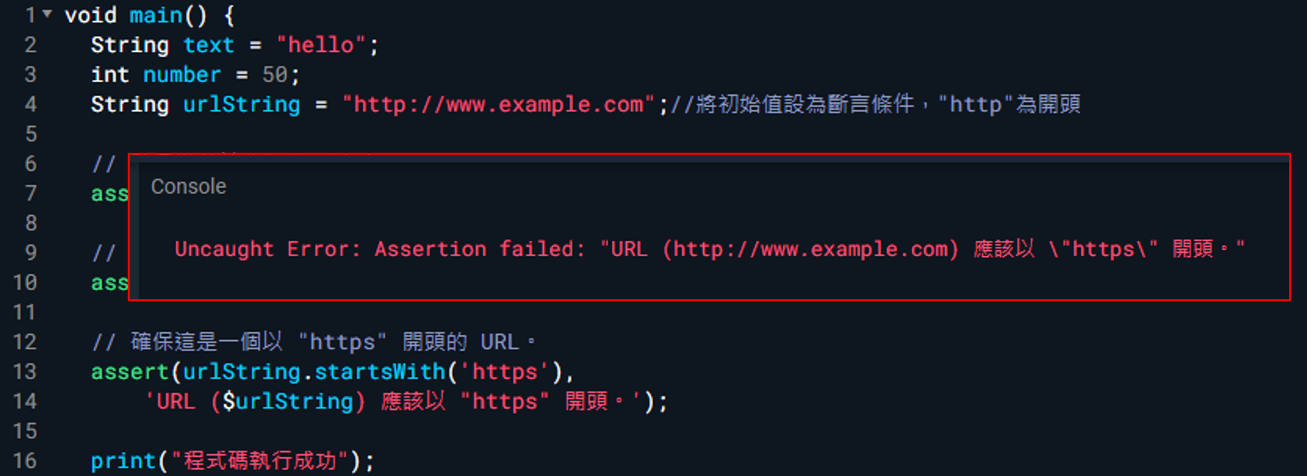 1 void main() {
2 String text = "hello";
3 int number = 50;
4 String urlString = "http://www.example.com";//將初始值設為斷言條件，"http"為開頭
5
6 //
7 ass
8
9 //
10 ass
Console
Uncaught Error: Assertion failed: "URL (http://www.example.com) 應該以 \"https\" 開頭。"
11
12 // 確保這是一個以 "https" 開頭的 URL。
13 assert(urlString.startsWith('https'),
14 'URL ($urlString) 應該以 "https" 開頭。');
15
16 print("程式碼執行成功");